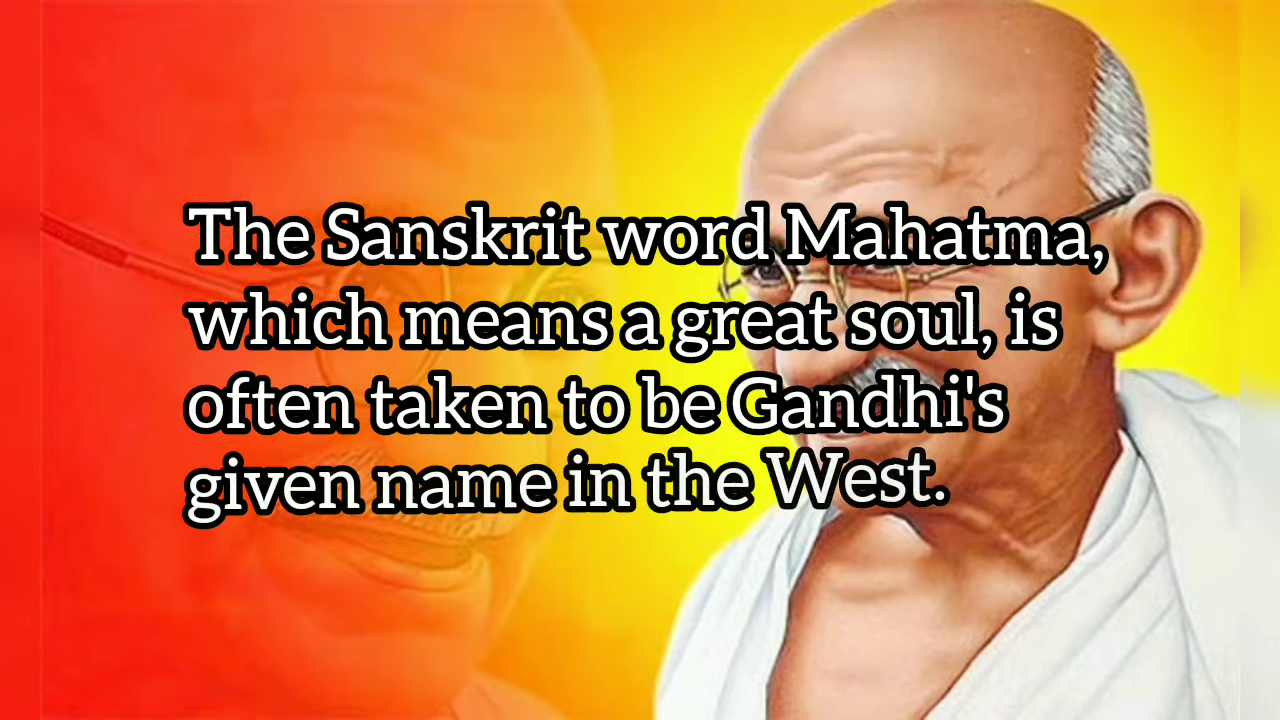 The Sanskrit word Mahatma,
which means a great soul, is
often taken to be Gandhi's
given name in the West.